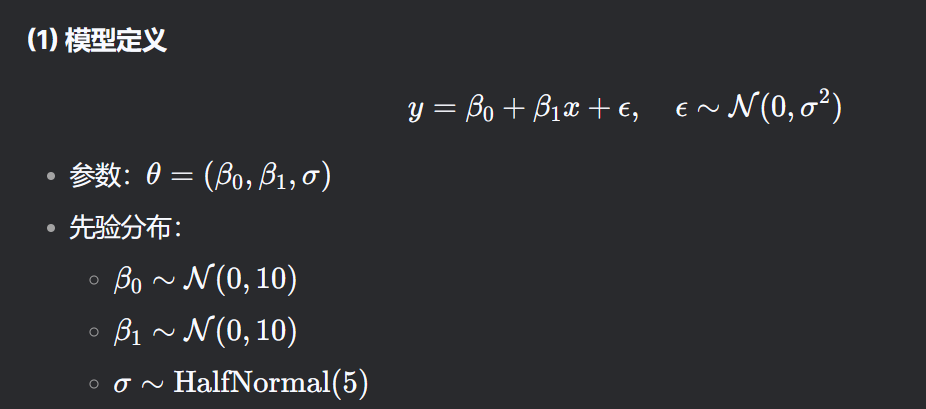 (1) 模型定义
y = β₀ + β₁x + ϵ, ϵ ∼ 𝒩(0, σ²)
• 参数：θ = (β₀, β₁, σ)
• 先验分布：
○ β₀ ∼ 𝒩(0, 10)
○ β₁ ∼ 𝒩(0, 10)
○ σ ∼ HalfNormal(5)